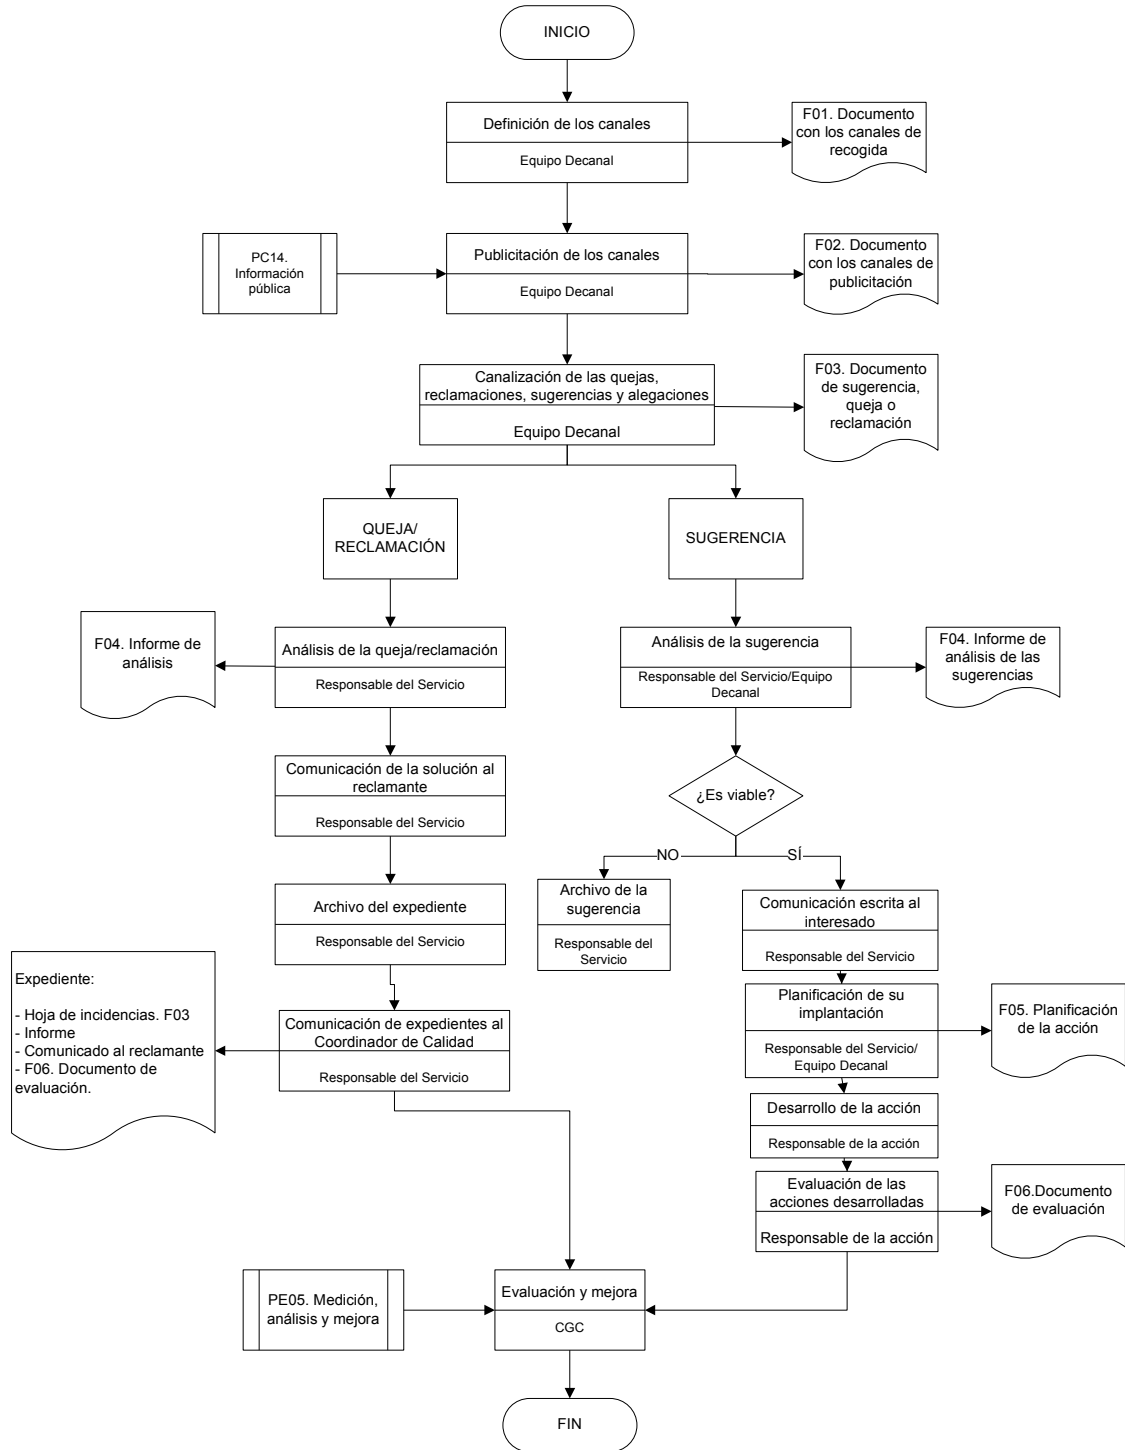 INICIO
Definición de los canales
Equipo Decanal
F01. Documento
con los canales de
recogida
PC14.
Información
pública
Publicitación de los canales
Equipo Decanal
F02. Documento
con los canales de
publicitación
Canalización de las quejas,
reclamaciones, sugerencias y alegaciones
Equipo Decanal
F03. Documento
de sugerencia,
queja o
reclamación
QUEJA/
RECLAMACIÓN
SUGERENCIA
F04. Informe de
análisis
Análisis de la queja/reclamación
Responsable del Servicio
Análisis de la sugerencia
Responsable del Servicio/Equipo
Decanal
F04. Informe de
análisis de las
sugerencias
Comunicación de la solución al
reclamante
Responsable del Servicio
¿Es viable?
NO
SÍ
Archivo del expediente
Responsable del Servicio
Archivo de la
sugerencia
Responsable del
Servicio
Comunicación escrita al
interesado
Responsable del Servicio
Expediente:
- Hoja de incidencias. F03
- Informe
- Comunicado al reclamante
- F06. Documento de
evaluación.
Comunicación de expedientes al
Coordinador de Calidad
Responsable del Servicio
Planificación de su
implantación
Responsable del Servicio/
Equipo Decanal
F05. Planificación
de la acción
Desarrollo de la acción
Responsable de la acción
Evaluación de las
acciones desarrolladas
Responsable de la acción
F06.Documento
de evaluación
PE05. Medición,
análisis y mejora
Evaluación y mejora
CGC
FIN